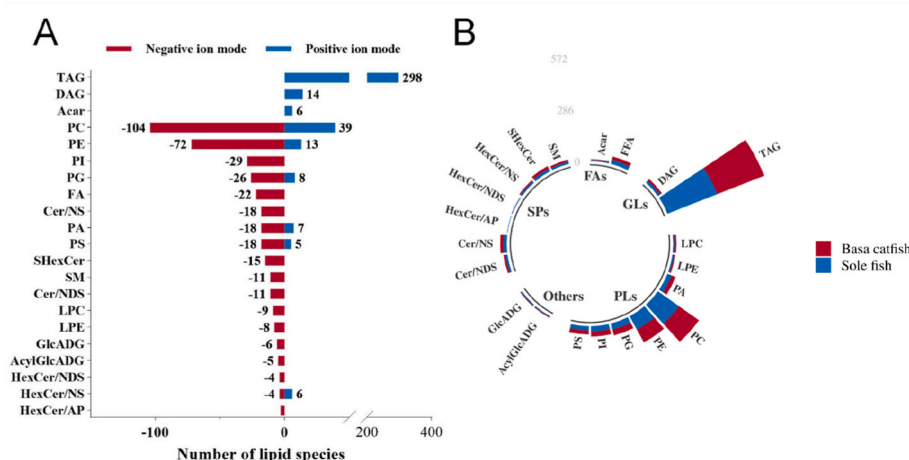 A
Negative ion mode
Positive ion mode
TAG 298
DAG 14
Acar 6
PC -104 39
PE -72 13
PI -29
PG -26 8
FA -22
Cer/NS -18
PA -18 7
PS -18 5
SHexCer -15
SM -11
Cer/NDS -11
LPC -9
LPE -8
GlcADG -6
AcylGlcADG -5
HexCer/NDS -4
HexCer/NS -4 6
HexCer/AP
-100 0 200 400
Number of lipid species
B
572
286
0
Acar
FFA
FAs
DAG
TAG
GLs
LPC
LPE
PA
PC
PE
PG
PI
PS
PLs
AcylGlcADG
GlcADG
Others
Cer/NDS
Cer/NS
HexCer/AP
HexCer/NDS
HexCer/NS
SHexCer
SM
SPs
Basa catfish
Sole fish